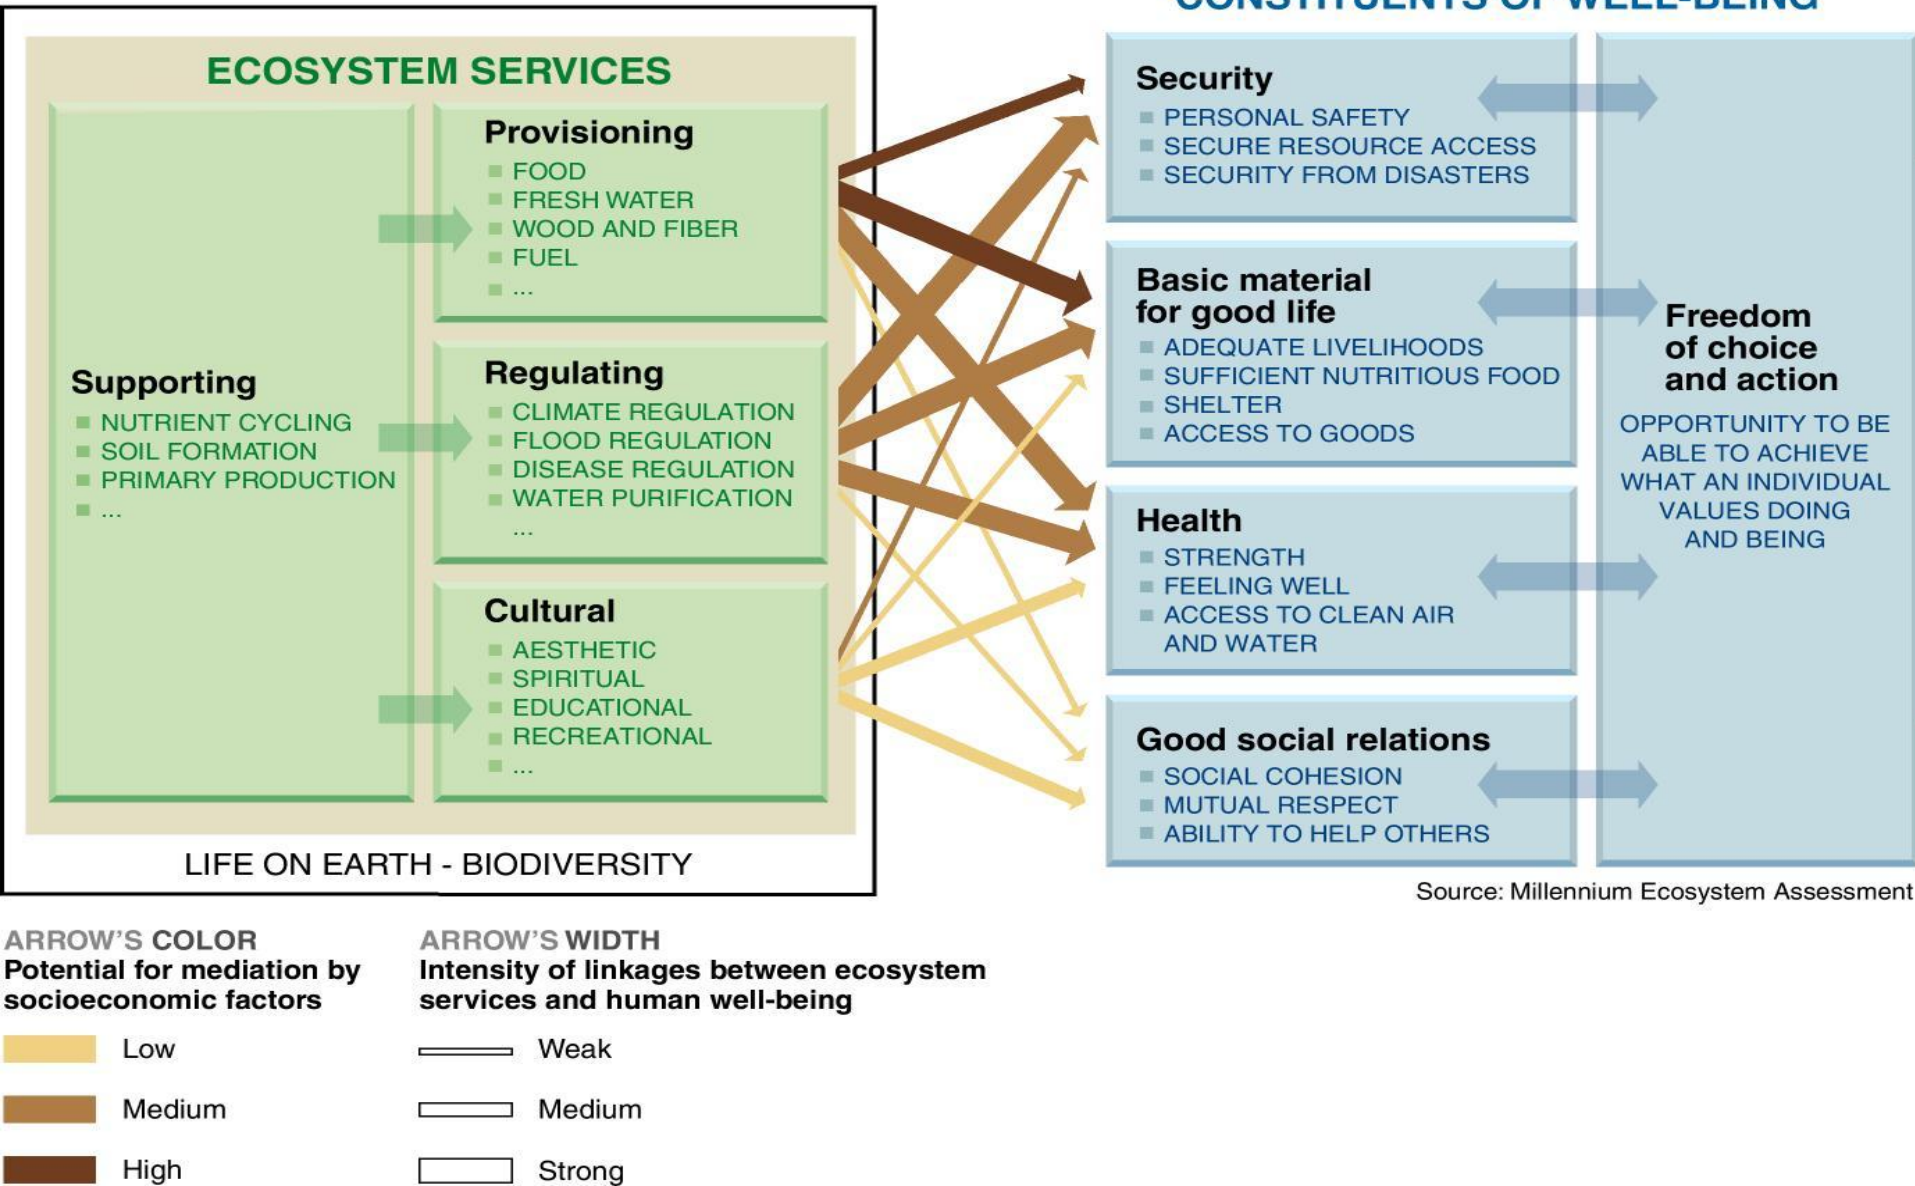 CONSTITUENTS OF WELL-BEING
ECOSYSTEM SERVICES
Supporting
NUTRIENT CYCLING
SOIL FORMATION
PRIMARY PRODUCTION
...
Provisioning
FOOD
FRESH WATER
WOOD AND FIBER
FUEL
...
Regulating
CLIMATE REGULATION
FLOOD REGULATION
DISEASE REGULATION
WATER PURIFICATION
...
Cultural
AESTHETIC
SPIRITUAL
EDUCATIONAL
RECREATIONAL
...
LIFE ON EARTH - BIODIVERSITY
Security
PERSONAL SAFETY
SECURE RESOURCE ACCESS
SECURITY FROM DISASTERS
Basic material
for good life
ADEQUATE LIVELIHOODS
SUFFICIENT NUTRITIOUS FOOD
SHELTER
ACCESS TO GOODS
Health
STRENGTH
FEELING WELL
ACCESS TO CLEAN AIR
AND WATER
Good social relations
SOCIAL COHESION
MUTUAL RESPECT
ABILITY TO HELP OTHERS
Freedom
of choice
and action
OPPORTUNITY TO BE
ABLE TO ACHIEVE
WHAT AN INDIVIDUAL
VALUES DOING
AND BEING
Source: Millennium Ecosystem Assessment
ARROW'S COLOR
Potential for mediation by
socioeconomic factors
Low
Medium
High
ARROW'S WIDTH
Intensity of linkages between ecosystem
services and human well-being
Weak
Medium
Strong